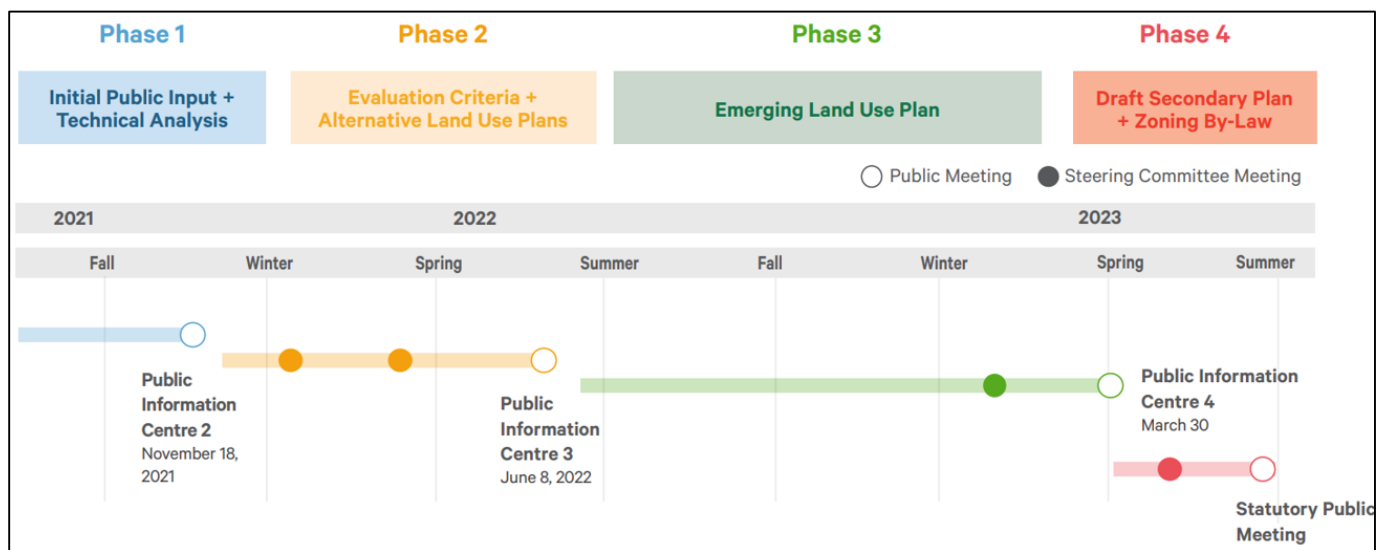 Phase 1
Phase 2
Phase 3
Phase 4
Initial Public Input +
Technical Analysis
Evaluation Criteria +
Alternative Land Use Plans
Emerging Land Use Plan
Draft Secondary Plan
+ Zoning By-Law
Public Meeting
Steering Committee Meeting
2021
2022
2023
Fall
Winter
Spring
Summer
Fall
Winter
Spring
Summer
Public
Information
Centre 2
November 18,
2021
Public
Information
Centre 3
June 8, 2022
Public Information
Centre 4
March 30
Statutory Public
Meeting